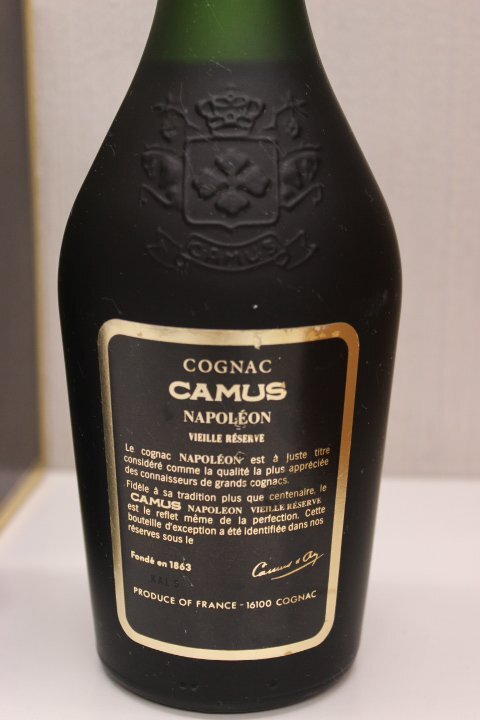 CAMUS
COGNAC
CAMUS
NAPOLÉON
VIEILLE RÉSERVE
Le cognac NAPOLÉON est à juste titre
considéré comme la qualité la plus appréciée
des connaisseurs de grands cognacs.
Fidèle à sa tradition plus que centenaire, le
CAMUS NAPOLEON VIEILLE RÉSERVE
est le reflet même de la perfection. Cette
bouteille d'exception a été identifiée dans nos
réserves sous le
Fondé en 1863
PRODUCE OF FRANCE - 16100 COGNAC